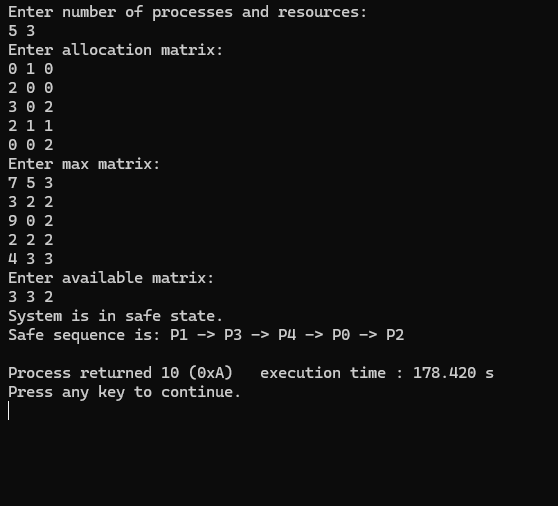 Enter number of processes and resources:
5 3
Enter allocation matrix:
0 1 0
2 0 0
3 0 2
2 1 1
0 0 2
Enter max matrix:
7 5 3
3 2 2
9 0 2
2 2 2
4 3 3
Enter available matrix:
3 3 2
System is in safe state.
Safe sequence is: P1 -> P3 -> P4 -> P0 -> P2
Process returned 10 (0xA)   execution time : 178.420 s
Press any key to continue.